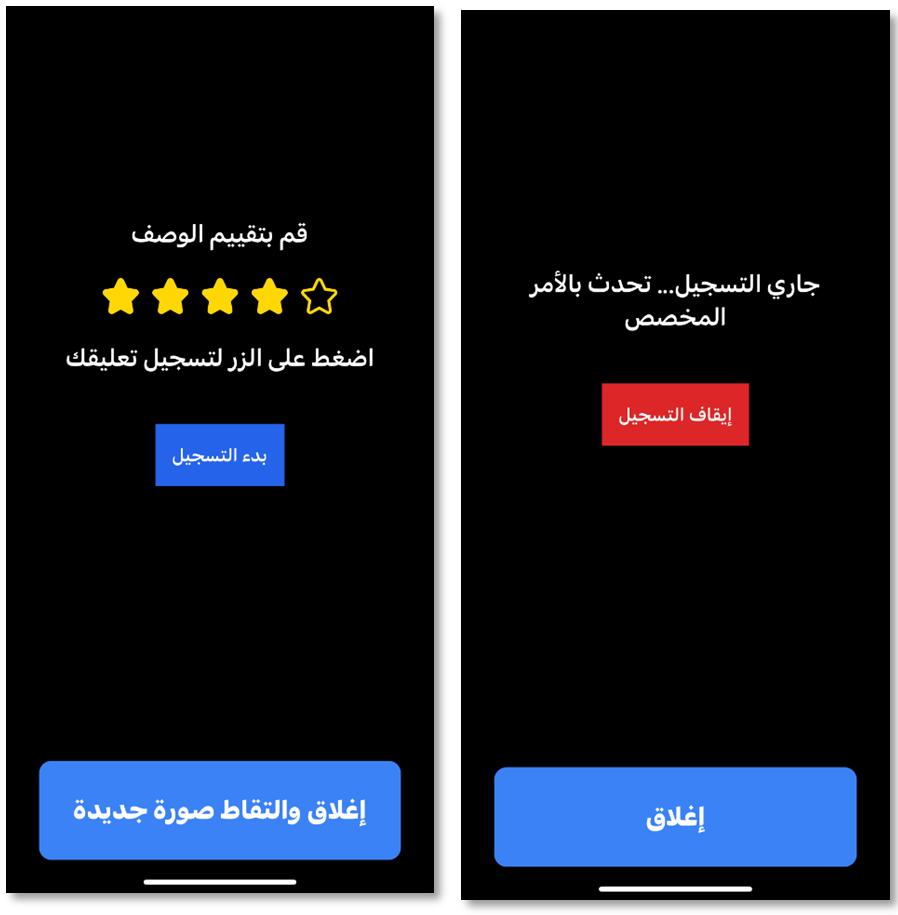 قم بتقييم الوصف
اضغط على الزر لتسجيل تعليقك
بدء التسجيل
إغلاق والتقاط صورة جديدة
جاري التسجيل... تحدث بالأمر
المخصص
إيقاف التسجيل
إغلاق